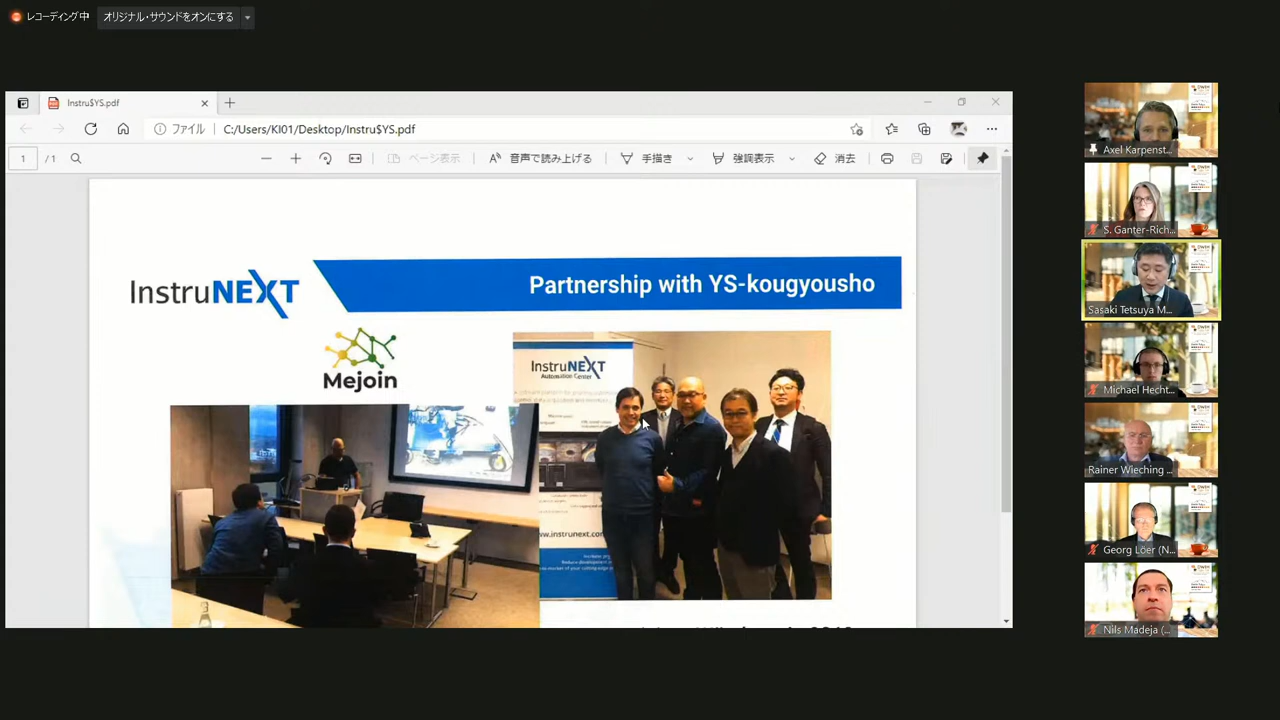 レコーディング中
オリジナル・サウンドをオンにする
Instru$YS.pdf
ファイル
C:/Users/KI01/Desktop/Instru$YS.pdf
1
/ 1
ページ表示
音声で読み上げる
手描き
強調表示
消去
InstruNEXT
Partnership with YS-kougyousho
Mejoin
InstruNEXT
Automation Center
Axel Karpenst...
S. Ganter-Rich...
Sasaki Tetsuya M...
Michael Hecht...
Rainer Wieching ...
Georg Löer (N...
Nils Madeja (...